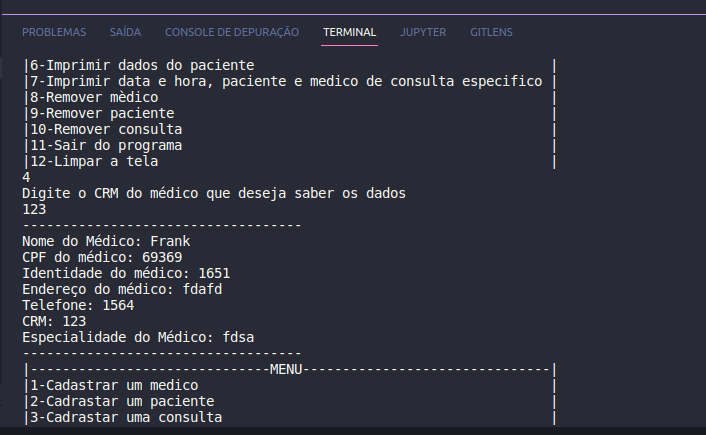 PROBLEMAS SAÍDA CONSOLE DE DEPURAÇÃO TERMINAL JUPYTER GITLENS
|6-Imprimir dados do paciente |
|7-Imprimir data e hora, paciente e medico de consulta especifico |
|8-Remover mèdico |
|9-Remover paciente |
|10-Remover consulta |
|11-Sair do programa |
|12-Limpar a tela |
4
Digite o CRM do médico que deseja saber os dados
123
-----------------------------------
Nome do Médico: Frank
CPF do médico: 69369
Identidade do médico: 1651
Endereço do médico: fdafd
Telefone: 1564
CRM: 123
Especialidade do Médico: fdsa
-----------------------------------
|------------------------------MENU-------------------------------|
|1-Cadastrar um medico |
|2-Cadrastar um paciente |
|3-Cadrastar uma consulta |